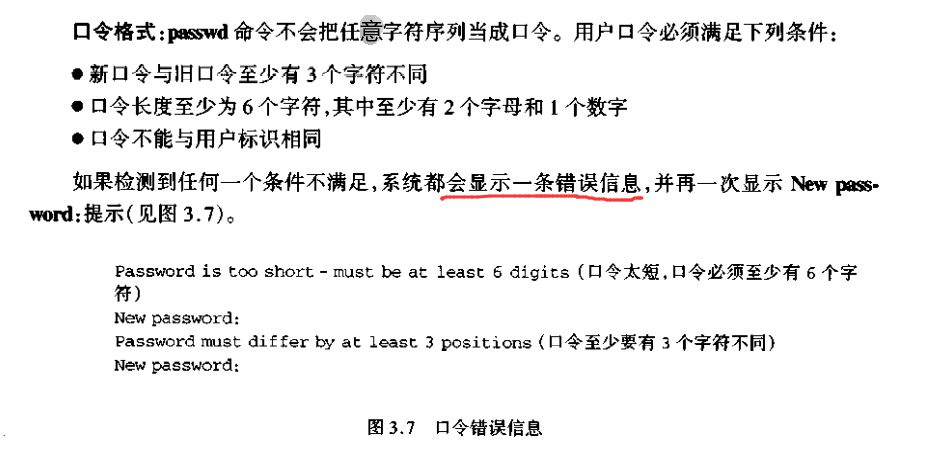 口令格式:passwd 命令不会把任意字符序列当成口令。用户口令必须满足下列条件:
●新口令与旧口令至少有 3 个字符不同
●口令长度至少为 6 个字符,其中至少有 2 个字母和 1 个数字
●口令不能与用户标识相同
如果检测到任何一个条件不满足,系统都会显示一条错误信息,并再一次显示 New pass-
word:提示(见图 3.7)。
Password is too short - must be at least 6 digits (口令太短,口令必须至少有 6 个字
符)
New password:
Password must differ by at least 3 positions (口令至少要有 3 个字符不同)
New password:
图 3.7 口令错误信息